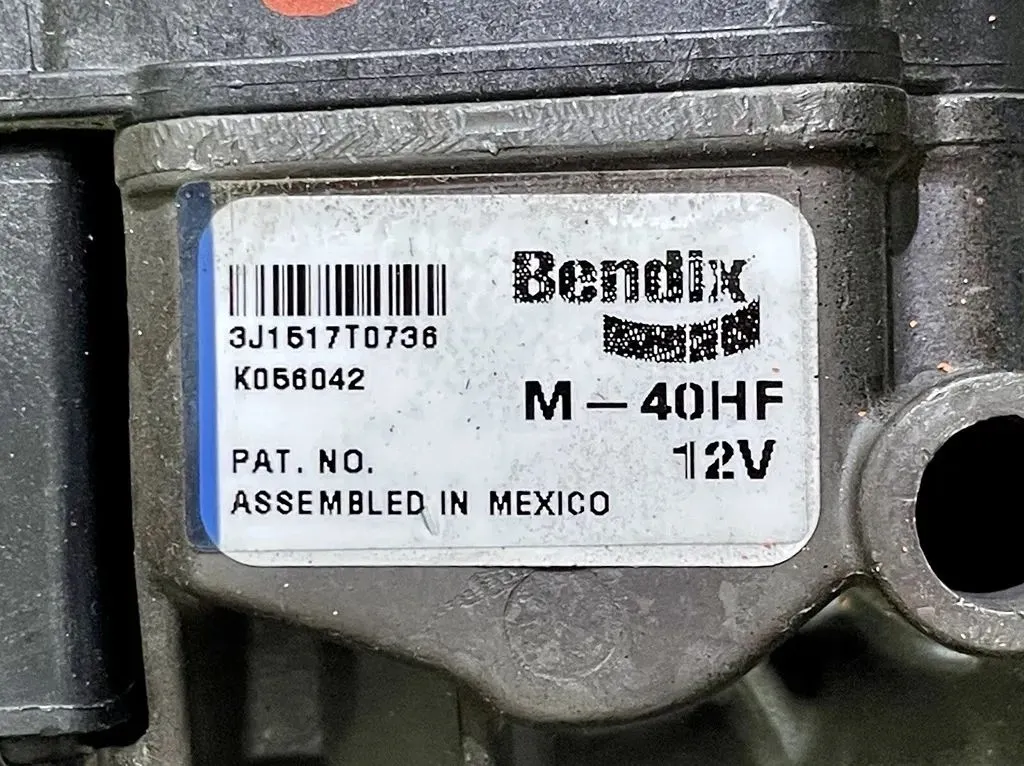 Bendix
3J1517T0736
K056042
M-40HF
PAT. NO.
12V
ASSEMBLED IN MEXICO